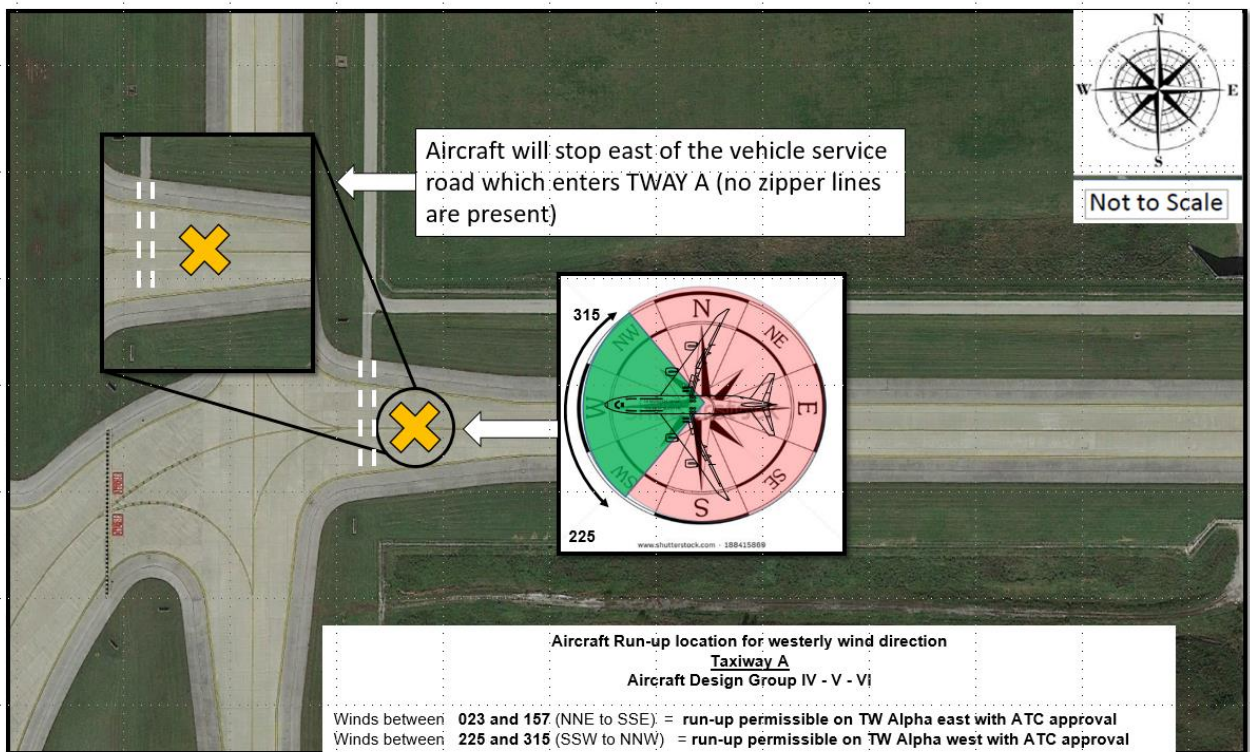 N
W E
S
Not to Scale
Aircraft will stop east of the vehicle service
road which enters TWAY A (no zipper lines
are present)
315
N
NW NE
W E
SW SE
S
225
www.shutterstock.com · 188415869
Aircraft Run-up location for westerly wind direction
Taxiway A
Aircraft Design Group IV - V - VI
Winds between 023 and 157 (NNE to SSE) = run-up permissible on TW Alpha east with ATC approval
Winds between 225 and 315 (SSW to NNW) = run-up permissible on TW Alpha west with ATC approval